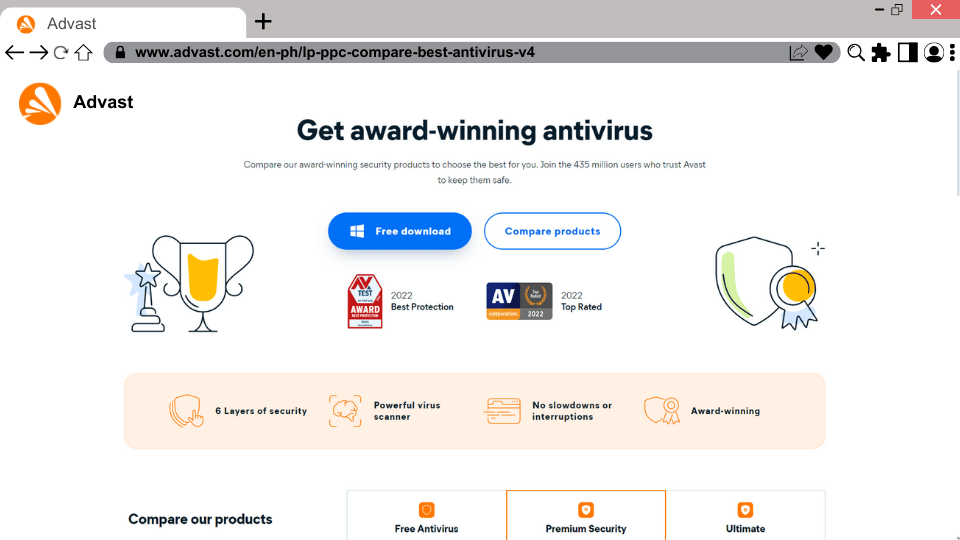 Advast
www.advast.com/en-ph/lp-ppc-compare-best-antivirus-v4
Advast
Get award-winning antivirus
Compare our award-winning security products to choose the best for you. Join the 435 million users who trust Avast
to keep them safe.
Free download
Compare products
AV
TEST
AWARD
BEST PROTECTION
2022
Best Protection
AV
comparatives
Top
Rated
2022
2022
Top Rated
6 Layers of security
Powerful virus
scanner
No slowdowns or
interruptions
Award-winning
Compare our products
Free Antivirus
Premium Security
Ultimate